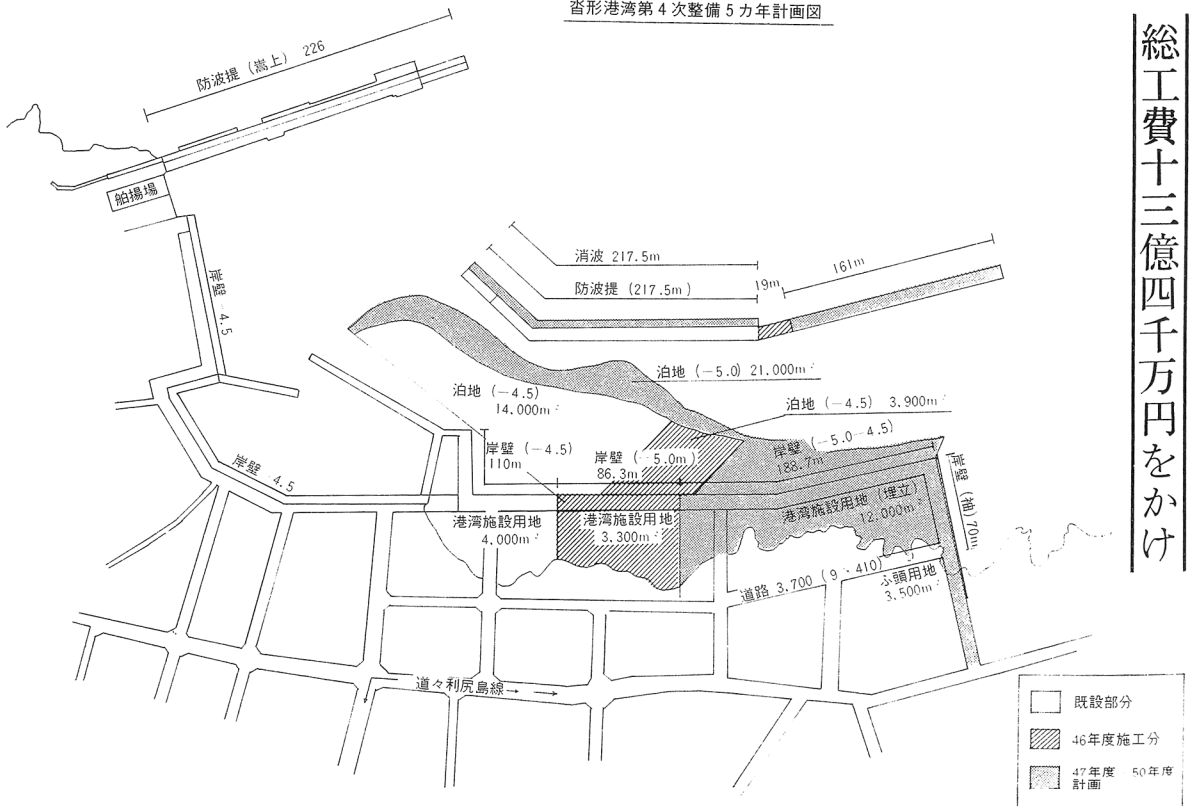 沓形港湾第4次整備5カ年計画図
総工費十三億四千万円をかけ
防波提(嵩上) 226
船揚場
岸壁 -4.5
消波 217.5m
防波提(217.5m)
19m
161m
泊地(-5.0) 21.000m²
泊地(-4.5)
14.000m²
泊地(-4.5) 3.900m²
岸壁(-4.5)
110m
岸壁(-5.0m)
86.3m
岸壁(-5.0-4.5)
188.7m
岸壁(袖)70m
岸壁 -4.5
港湾施設用地
4.000m²
港湾施設用地
3.300m²
港湾施設用地(埋立)
12.000m²
道路 3.700(9×410)
ふ頭用地
3.500m²
道々利尻島線→
既設部分
46年度施工分
47年度 50年度
計画